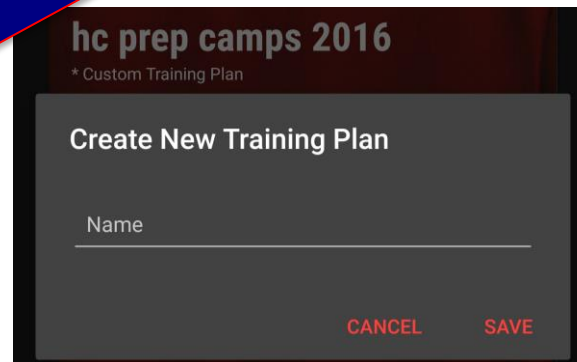 hc prep camps 2016
* Custom Training Plan
Create New Training Plan
Name
CANCEL SAVE